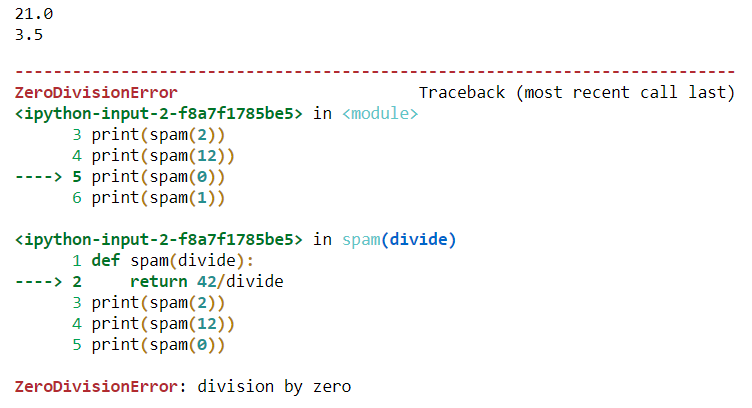 21.0
3.5
---------------------------------------------------------------------------
ZeroDivisionError                         Traceback (most recent call last)
<ipython-input-2-f8a7f1785be5> in <module>
      3 print(spam(2))
      4 print(spam(12))
----> 5 print(spam(0))
      6 print(spam(1))
<ipython-input-2-f8a7f1785be5> in spam(divide)
      1 def spam(divide):
----> 2     return 42/divide
      3 print(spam(2))
      4 print(spam(12))
      5 print(spam(0))
ZeroDivisionError: division by zero